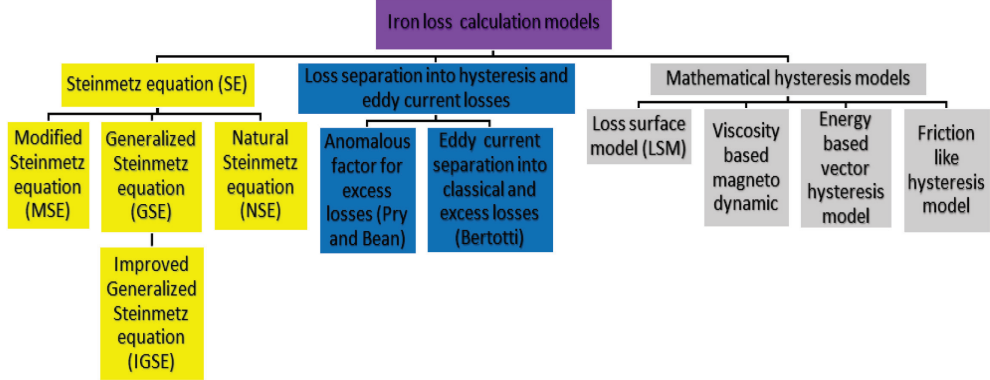 Iron loss calculation models
Steinmetz equation (SE)
Modified
Steinmetz
equation
(MSE)
Generalized
Steinmetz
equation
(GSE)
Natural
Steinmetz
equation
(NSE)
Improved
Generalized
Steinmetz
equation
(IGSE)
Loss separation into hysteresis and
eddy current losses
Anomalous
factor for
excess
losses (Pry
and Bean)
Eddy current
separation into
classical and
excess losses
(Bertotti)
Mathematical hysteresis models
Loss surface
model (LSM)
Viscosity
based
magneto
dynamic
Energy
based
vector
hysteresis
model
Friction
like
hysteresis
model